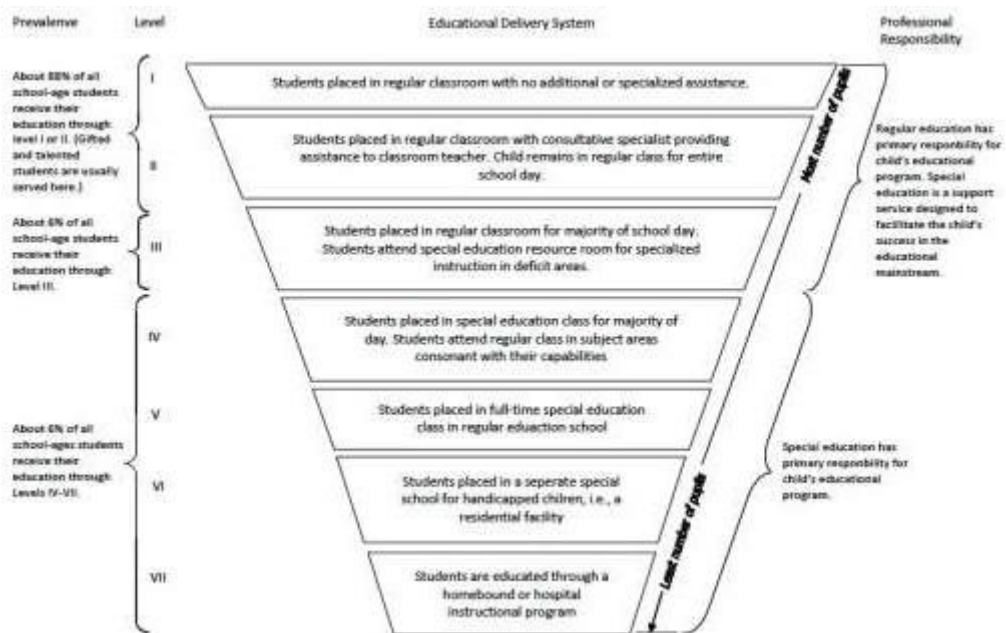 Prevalenve
Level
Educational Delivery System
Professional
Responsibility
About 88% of all
school-age students
receive their
education through
level I or II. (Gifted
and talented
students are usually
served here.)
I
Students placed in regular classroom with no additional or specialized assistance.
II
Students placed in regular classroom with consultative specialist providing
assistance to classroom teacher. Child remains in regular class for entire
school day.
About 6% of all
school-age students
receive their
education through
Level III.
III
Students placed in regular classroom for majority of school day.
Students attend special education resource room for specialized
instruction in deficit areas.
IV
Students placed in special education class for majority of
day. Students attend regular class in subject areas
consonant with their capabilities
V
Students placed in full-time special education
class in regular eduaction school
About 6% of all
school-ages students
receive their
education through
Levels IV-VII.
VI
Students placed in a seperate special
school for handicapped chilren, i.e., a
residential facility
VII
Students are educated through a
homebound or hospital
instructional program
Most number of pupils
Least number of pupils
Regular education has
primary responbility for
child's educational
program. Special
education is a support
service designed to
facilitate the child's
success in the
educational
mainstream.
Special education has
primary responbility for
child's educational
program.